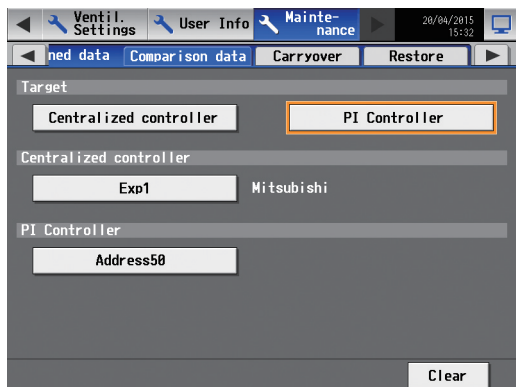 Ventil.
Settings
User Info
Mainte-
nance
20/04/2015
15:32
ned data
Comparison data
Carryover
Restore
Target
Centralized controller
PI Controller
Centralized controller
Exp1
Mitsubishi
PI Controller
Address50
Clear